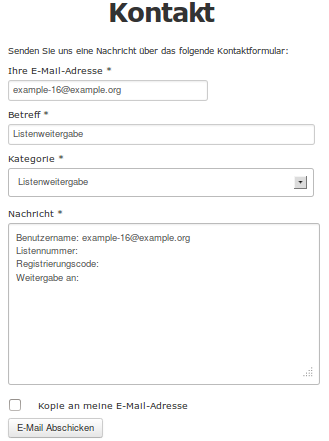 Kontakt
Senden Sie uns eine Nachricht über das folgende Kontaktformular:
Ihre E-Mail-Adresse *
example-16@example.org
Betreff *
Listenweitergabe
Kategorie *
Listenweitergabe
Nachricht *
Benutzername: example-16@example.org
Listennummer:
Registrierungscode:
Weitergabe an:
Kopie an meine E-Mail-Adresse
E-Mail Abschicken